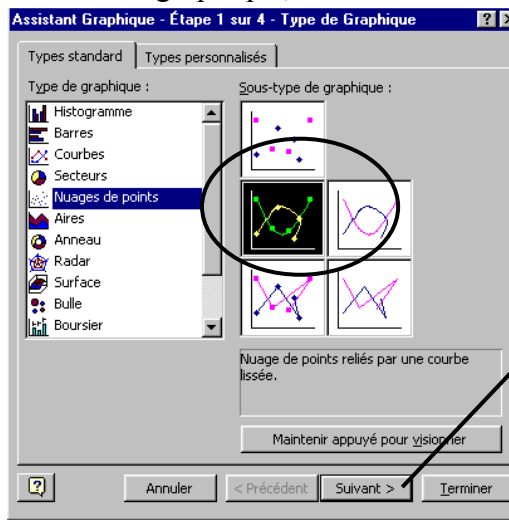 Assistant Graphique - Étape 1 sur 4 - Type de Graphique
Types standard
Types personnalisés
Type de graphique :
Sous-type de graphique :
Histogramme
Barres
Courbes
Secteurs
Nuages de points
Aires
Anneau
Radar
Surface
Bulle
Boursier
Nuage de points reliés par une courbe
lissée.
Maintenir appuyé pour visionner
Annuler
< Précédent
Suivant >
Terminer